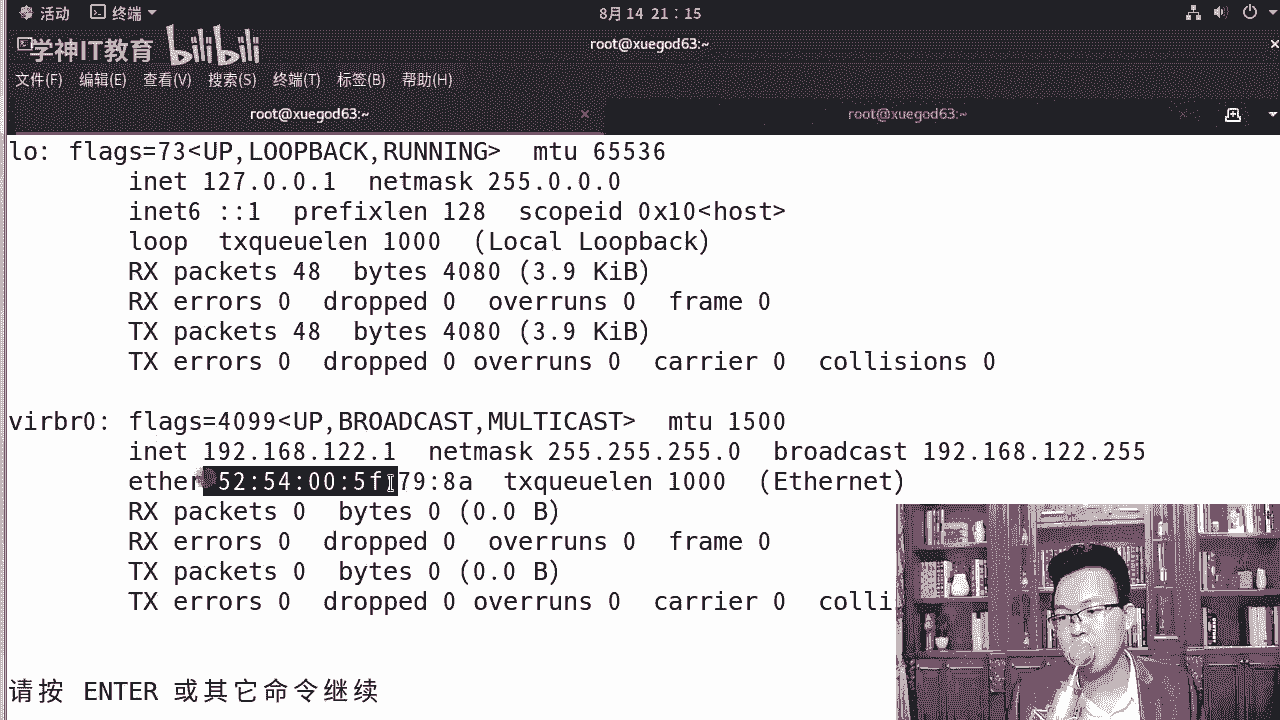 活动 终端 8月 14 21：15
学神IT教育 bilibili root@xuegod63:~
文件(F) 编辑(E) 查看(V) 搜索(S) 终端(T) 标签(B) 帮助(H)
root@xuegod63:~ root@xuegod63:~
lo: flags=73<UP,LOOPBACK,RUNNING> mtu 65536
inet 127.0.0.1 netmask 255.0.0.0
inet6 ::1 prefixlen 128 scopeid 0x10<host>
loop txqueuelen 1000 (Local Loopback)
RX packets 48 bytes 4080 (3.9 KiB)
RX errors 0 dropped 0 overruns 0 frame 0
TX packets 48 bytes 4080 (3.9 KiB)
TX errors 0 dropped 0 overruns 0 carrier 0 collisions 0
virbr0: flags=4099<UP,BROADCAST,MULTICAST> mtu 1500
inet 192.168.122.1 netmask 255.255.255.0 broadcast 192.168.122.255
ether 52:54:00:5f:79:8a txqueuelen 1000 (Ethernet)
RX packets 0 bytes 0 (0.0 B)
RX errors 0 dropped 0 overruns 0 frame 0
TX packets 0 bytes 0 (0.0 B)
TX errors 0 dropped 0 overruns 0 carrier 0 colli
请按 ENTER 或其它命令继续